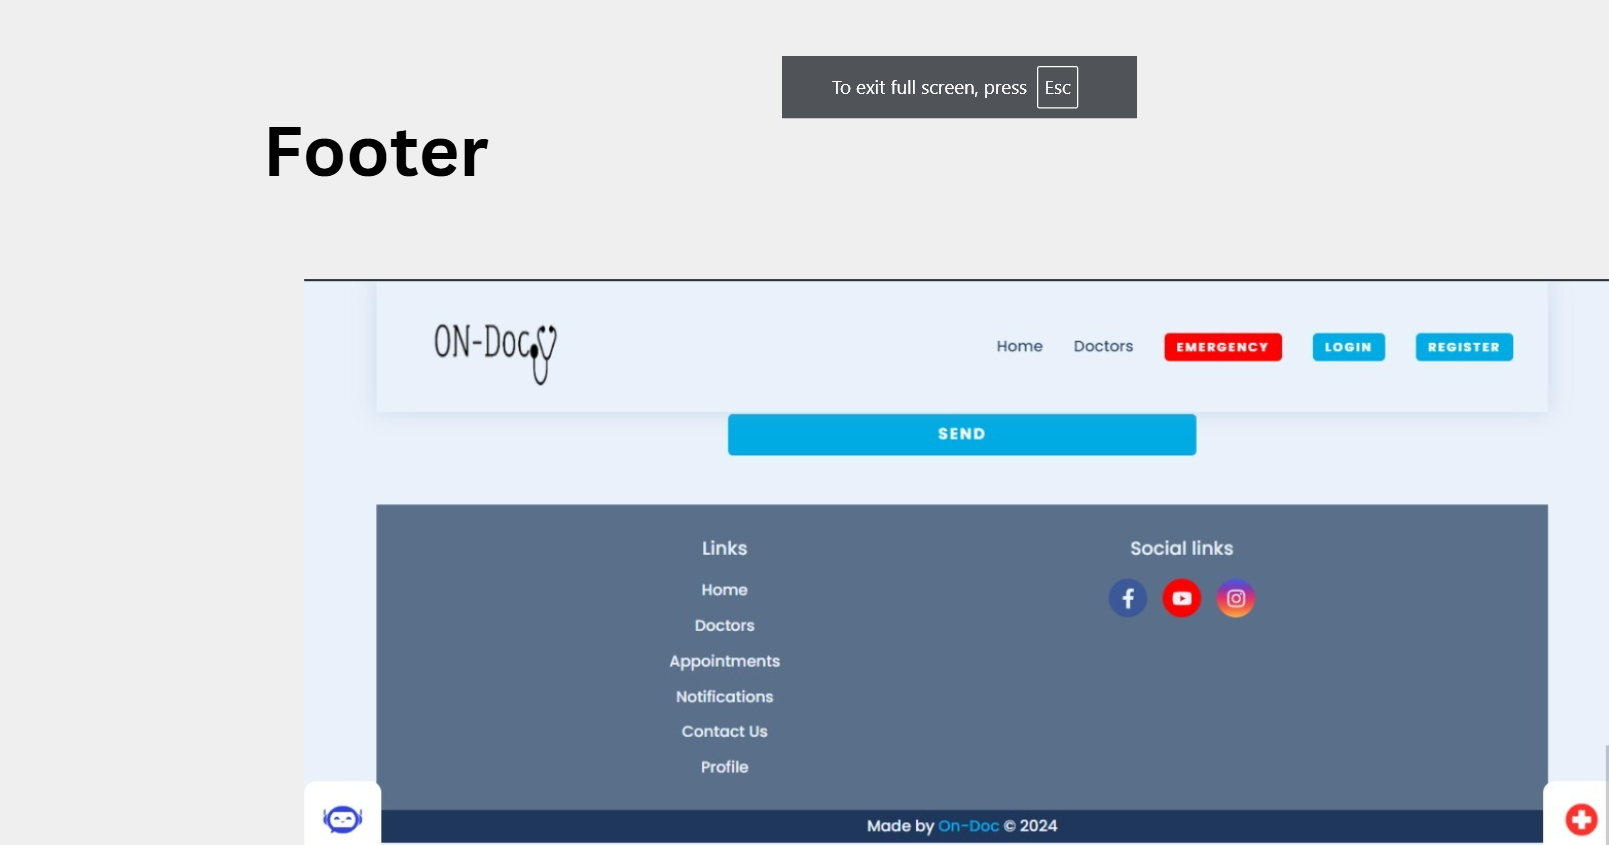 To exit full screen, press Esc
Footer
ON-Doc
Home Doctors EMERGENCY LOGIN REGISTER
SEND
Links
Home
Doctors
Appointments
Notifications
Contact Us
Profile
Social links
Made by On-Doc © 2024